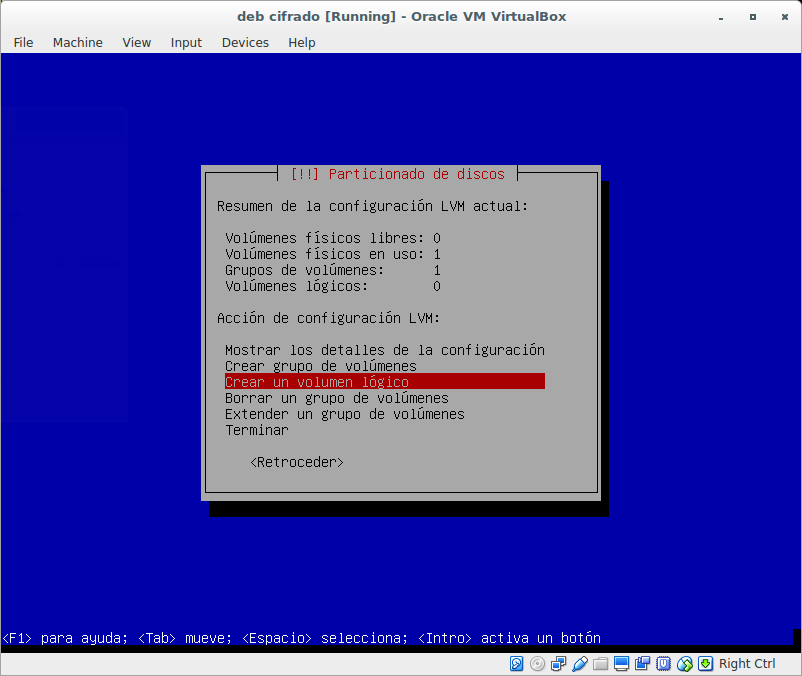 deb cifrado [Running] - Oracle VM VirtualBox
File Machine View Input Devices Help
[!!] Particionado de discos
Resumen de la configuración LVM actual:
Volúmenes físicos libres: 0
Volúmenes físicos en uso: 1
Grupos de volúmenes: 1
Volúmenes lógicos: 0
Acción de configuración LVM:
Mostrar los detalles de la configuración
Crear grupo de volúmenes
Crear un volumen lógico
Borrar un grupo de volúmenes
Extender un grupo de volúmenes
Terminar
<Retroceder>
<F1> para ayuda; <Tab> mueve; <Espacio> selecciona; <Intro> activa un botón
Right Ctrl